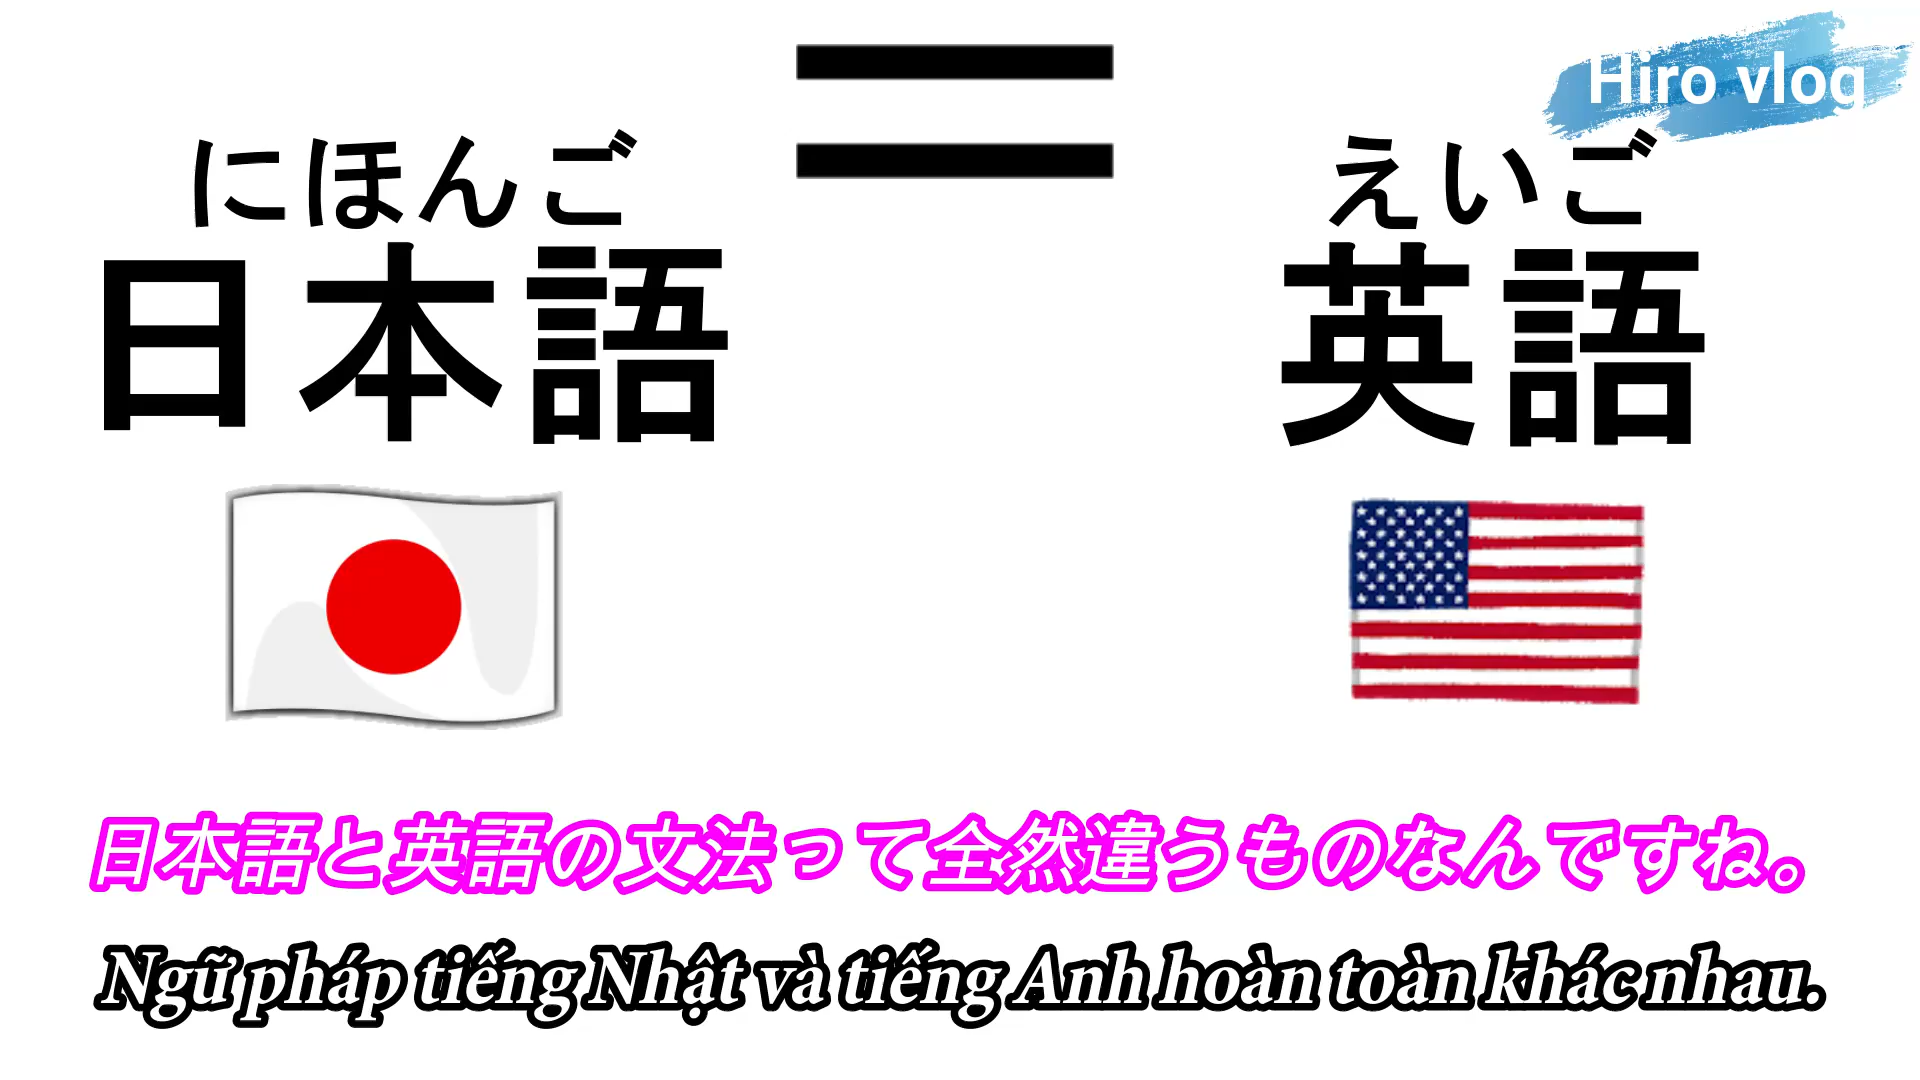 Hiro vlog
にほんご
えいご
日本語
英語
日本語と英語の文法って全然違うものなんですね。
Ngữ pháp tiếng Nhật và tiếng Anh hoàn toàn khác nhau.